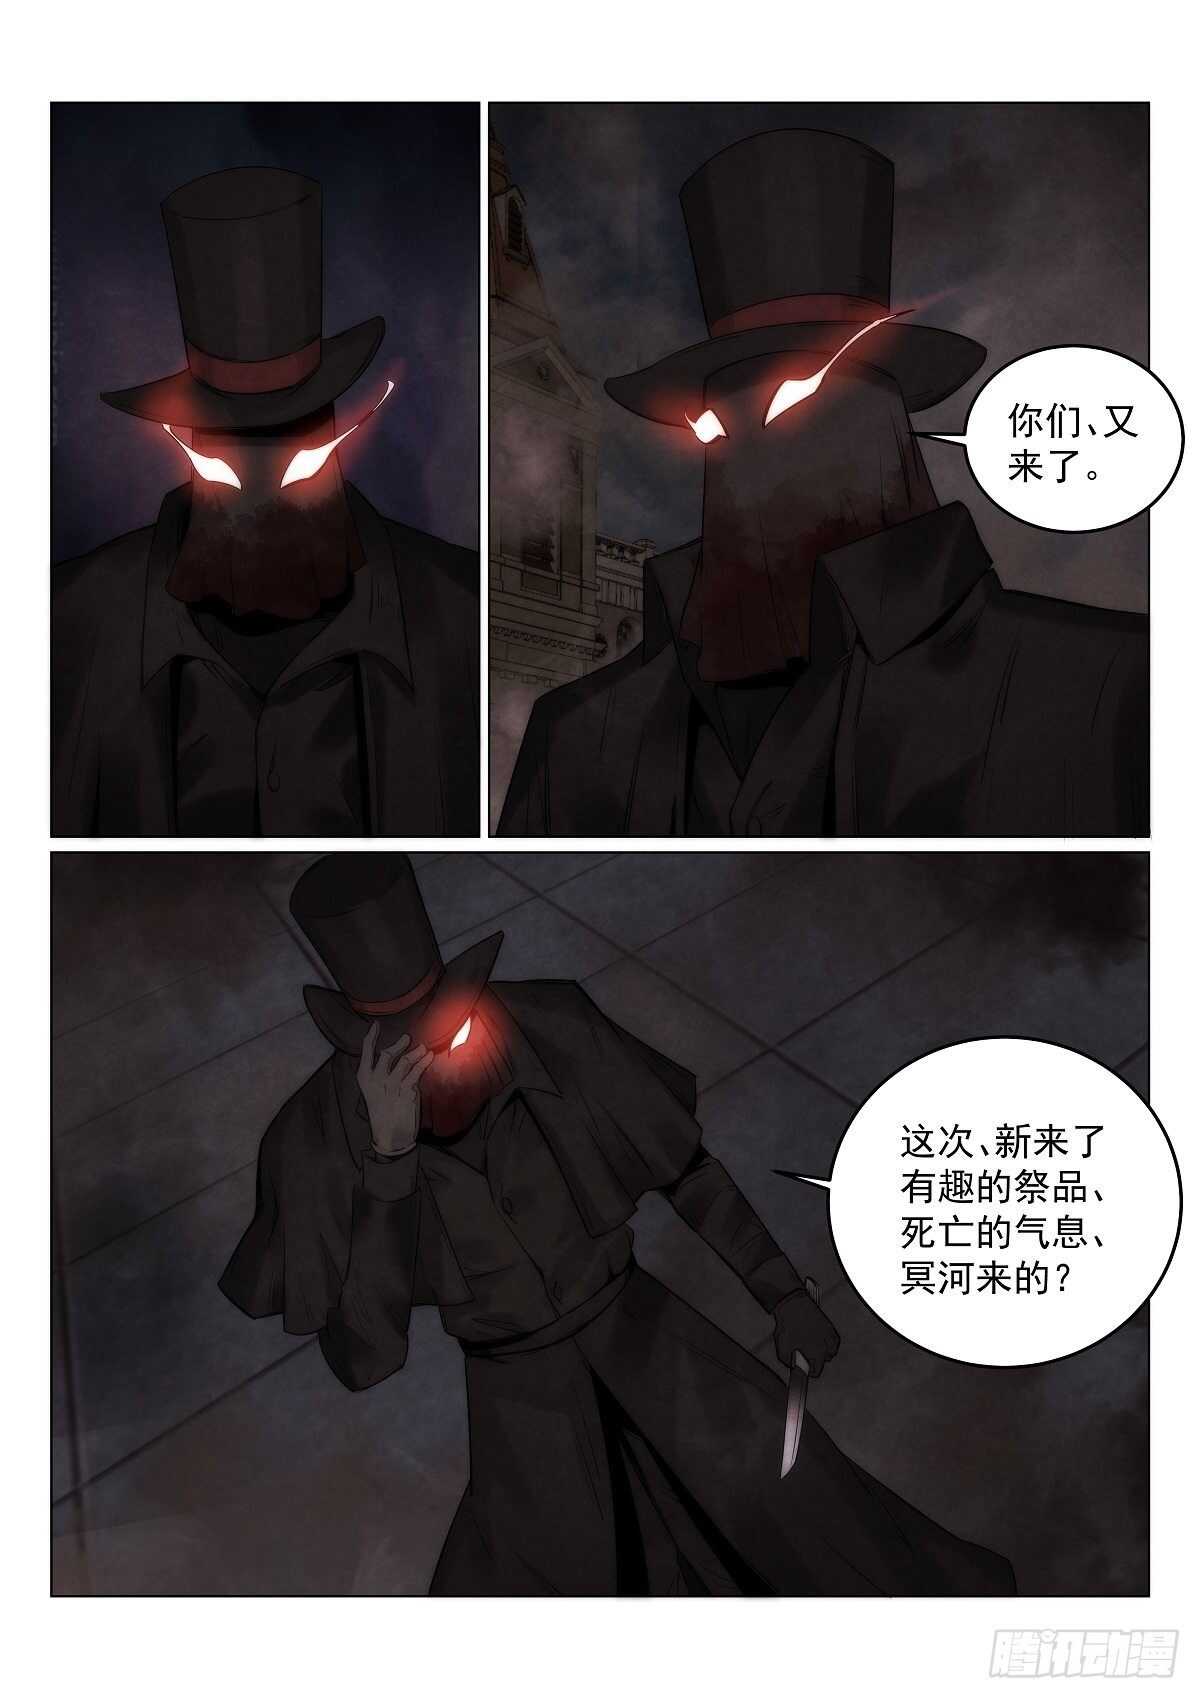 你们、又
来了。
这次、新来了
有趣的祭品、
死亡的气息、
冥河来的？
腾讯动漫